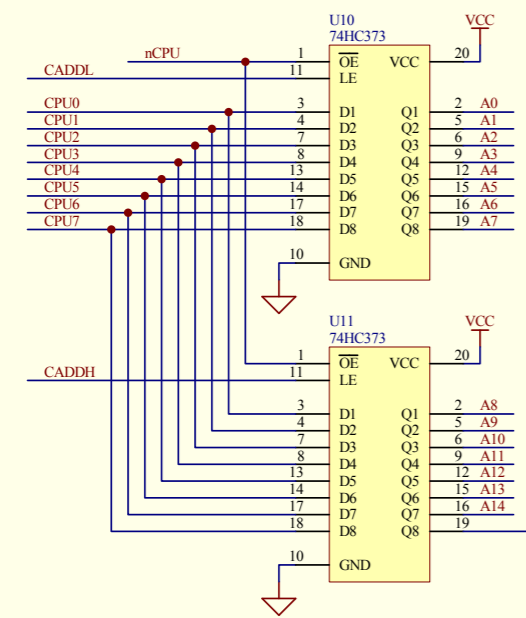 U10
74HC373
VCC
nCPU 1 OE VCC 20
CADDL 11 LE
CPU0 3 D1 Q1 2 A0
CPU1 4 D2 Q2 5 A1
CPU2 7 D3 Q3 6 A2
CPU3 8 D4 Q4 9 A3
CPU4 13 D5 Q5 12 A4
CPU5 14 D6 Q6 15 A5
CPU6 17 D7 Q7 16 A6
CPU7 18 D8 Q8 19 A7
10 GND
U11
74HC373
VCC
1 OE VCC 20
CADDH 11 LE
3 D1 Q1 2 A8
4 D2 Q2 5 A9
7 D3 Q3 6 A10
8 D4 Q4 9 A11
13 D5 Q5 12 A12
14 D6 Q6 15 A13
17 D7 Q7 16 A14
18 D8 Q8 19
10 GND